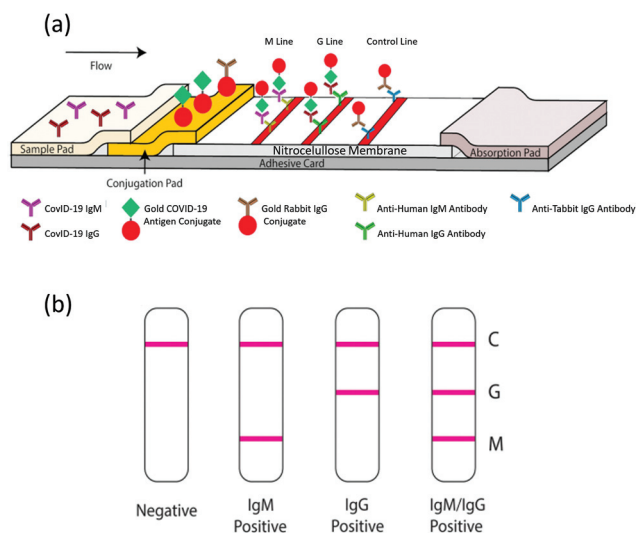 (a)
Flow
M Line
G Line
Control Line
Sample Pad
Nitrocelullose Membrane
Absorption Pad
Adhesive Card
Conjugation Pad
CovID-19 IgM
CovID-19 IgG
Gold COVID-19
Antigen Conjugate
Gold Rabbit IgG
Conjugate
Anti-Human IgM Antibody
Anti-Human IgG Antibody
Anti-Tabbit IgG Antibody
(b)
C
G
M
Negative
IgM
Positive
IgG
Positive
IgM/IgG
Positive